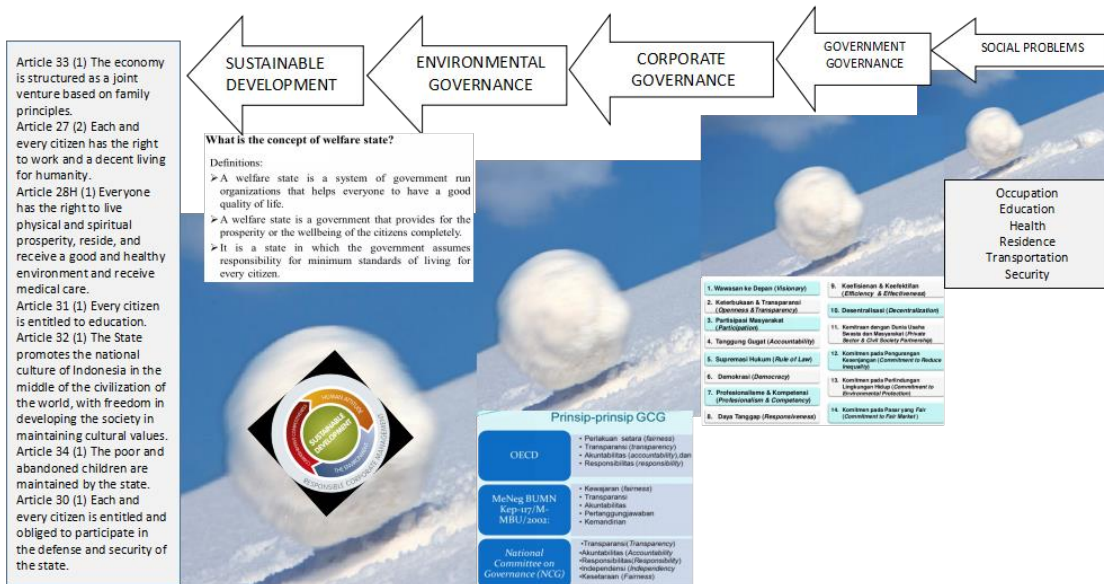 SUSTAINABLE
DEVELOPMENT
ENVIRONMENTAL
GOVERNANCE
CORPORATE
GOVERNANCE
GOVERNMENT
GOVERNANCE
SOCIAL PROBLEMS
Article 33 (1) The economy
is structured as a joint
venture based on family
principles.
Article 27 (2) Each and
every citizen has the right
to work and a decent living
for humanity.
Article 28H (1) Everyone
has the right to live
physical and spiritual
prosperity, reside, and
receive a good and healthy
environment and receive
medical care.
Article 31 (1) Every citizen
is entitled to education.
Article 32 (1) The State
promotes the national
culture of Indonesia in the
middle of the civilization of
the world, with freedom in
developing the society in
maintaining cultural values.
Article 34 (1) The poor and
abandoned children are
maintained by the state.
Article 30 (1) Each and
every citizen is entitled and
obliged to participate in
the defense and security of
the state.
What is the concept of welfare state?
Definitions:
➢A welfare state is a system of government run
organizations that helps everyone to have a good
quality of life.
➢A welfare state is a government that provides for the
prosperity or the wellbeing of the citizens completely.
➢It is a state in which the government assumes
responsibility for minimum standards of living for
every citizen.
HUMAN ATTITUDE
SUSTAINABLE
DEVELOPMENT
THE ENVIRONMENT
RESPONSIBLE CORPORATE MANAGEMENT
Prinsip-prinsip GCG
OECD
• Perlakuan setara (fairness)
• Transparansi (transparency)
• Akuntabilitas (accountability),dan
• Responsibilitas (responsibility)
MeNeg BUMN
Kep-117/M-
MBU/2002:
• Kewajaran (fairness)
• Transparansi
• Akuntabilitas
• Pertanggungjawaban
• Kemandirian
National
Committee on
Governance (NCG)
•Transparansi(Transparency)
•Akuntabilitas (Accountability
•Responsibilitas(Responsibility)
•Independensi (Independency
•Kesetaraan (Fairness)
1. Wawasan ke Depan (Visionary)
2. Keterbukaan & Transparansi
(Openness & Transparency)
3. Partisipasi Masyarakat
(Participation)
4. Tanggung Gugat (Accountability)
5. Supremasi Hukum (Rule of Law)
6. Demokrasi (Democracy)
7. Profesionalisme & Kompetensi
(Profesionalism & Competency)
8. Daya Tanggap (Responsiveness)
9. Keefisienan & Keefektifan
(Efficiency & Effectiveness)
10. Desentralisasi (Decentralization)
11. Kemitraan dengan Dunia Usaha
Swasta dan Masyarakat (Private
Sector & Civil Society Partnership)
12. Komitmen pada Pengurangan
Kesenjangan (Commitment to Reduce
Inequality)
13. Komitmen pada Perlindungan
Lingkungan Hidup (Commitment to
Environmental Protection)
14. Komitmen pada Pasar yang Fair
(Commitment to Fair Market)
Occupation
Education
Health
Residence
Transportation
Security